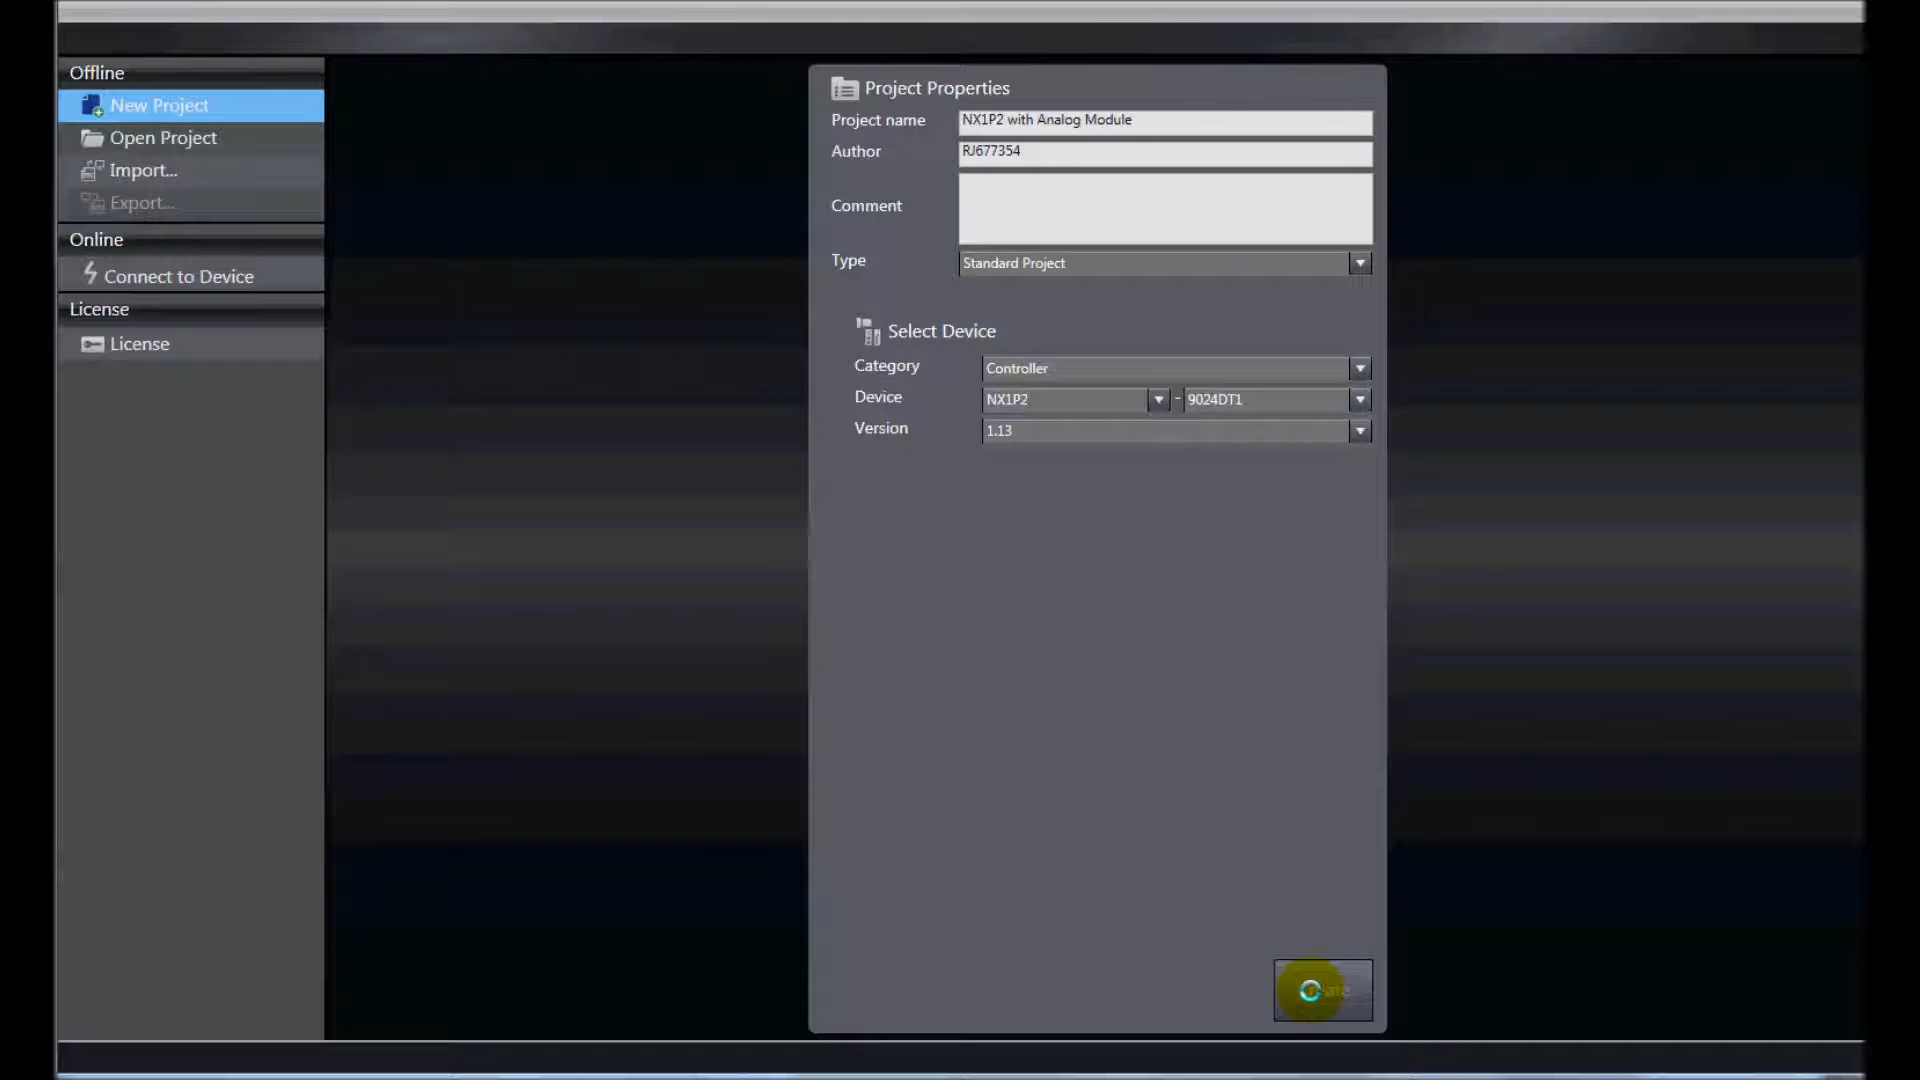 Offline
New Project
Open Project
Import...
Export...
Online
Connect to Device
License
License
Project Properties
Project name
NX1P2 with Analog Module
Author
RJ677354
Comment
Type
Standard Project
Select Device
Category
Controller
Device
NX1P2 - 9024DT1
Version
1.13